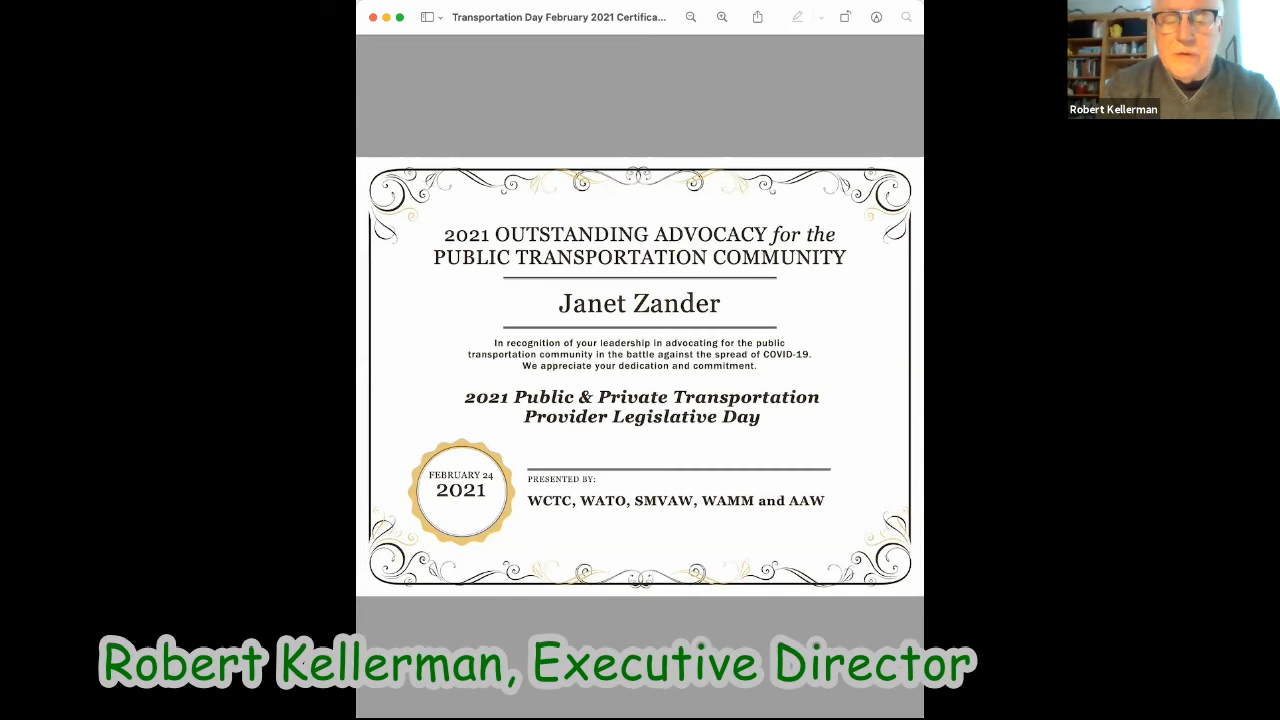 Transportation Day February 2021 Certifica...
Robert Kellerman
2021 OUTSTANDING ADVOCACY for the
PUBLIC TRANSPORTATION COMMUNITY
Janet Zander
In recognition of your leadership in advocating for the public
transportation community in the battle against the spread of COVID-19.
We appreciate your dedication and commitment.
2021 Public & Private Transportation
Provider Legislative Day
FEBRUARY 24
2021
PRESENTED BY:
WCTC, WATO, SMVAW, WAMM and AAW
Robert Kellerman, Executive Director